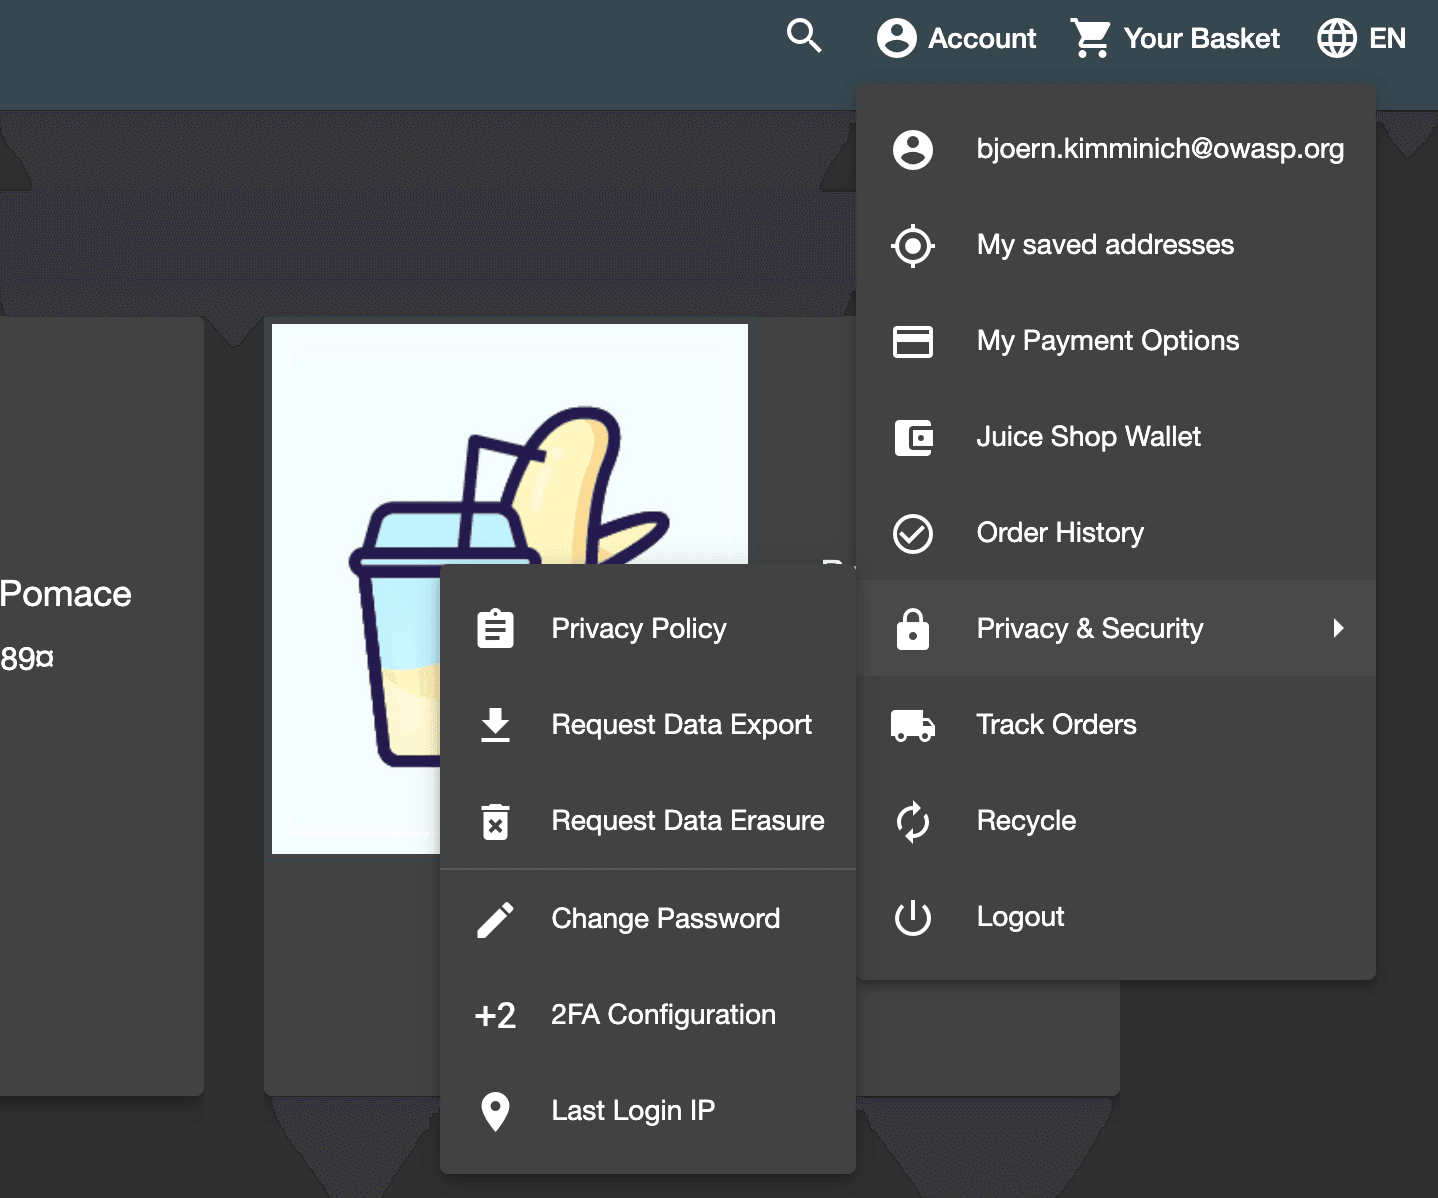 Account
Your Basket
EN
bjoern.kimminich@owasp.org
My saved addresses
My Payment Options
Juice Shop Wallet
Order History
Privacy & Security
Track Orders
Recycle
Logout
Privacy Policy
Request Data Export
Request Data Erasure
Change Password
+2 2FA Configuration
Last Login IP
Pomace
89¤